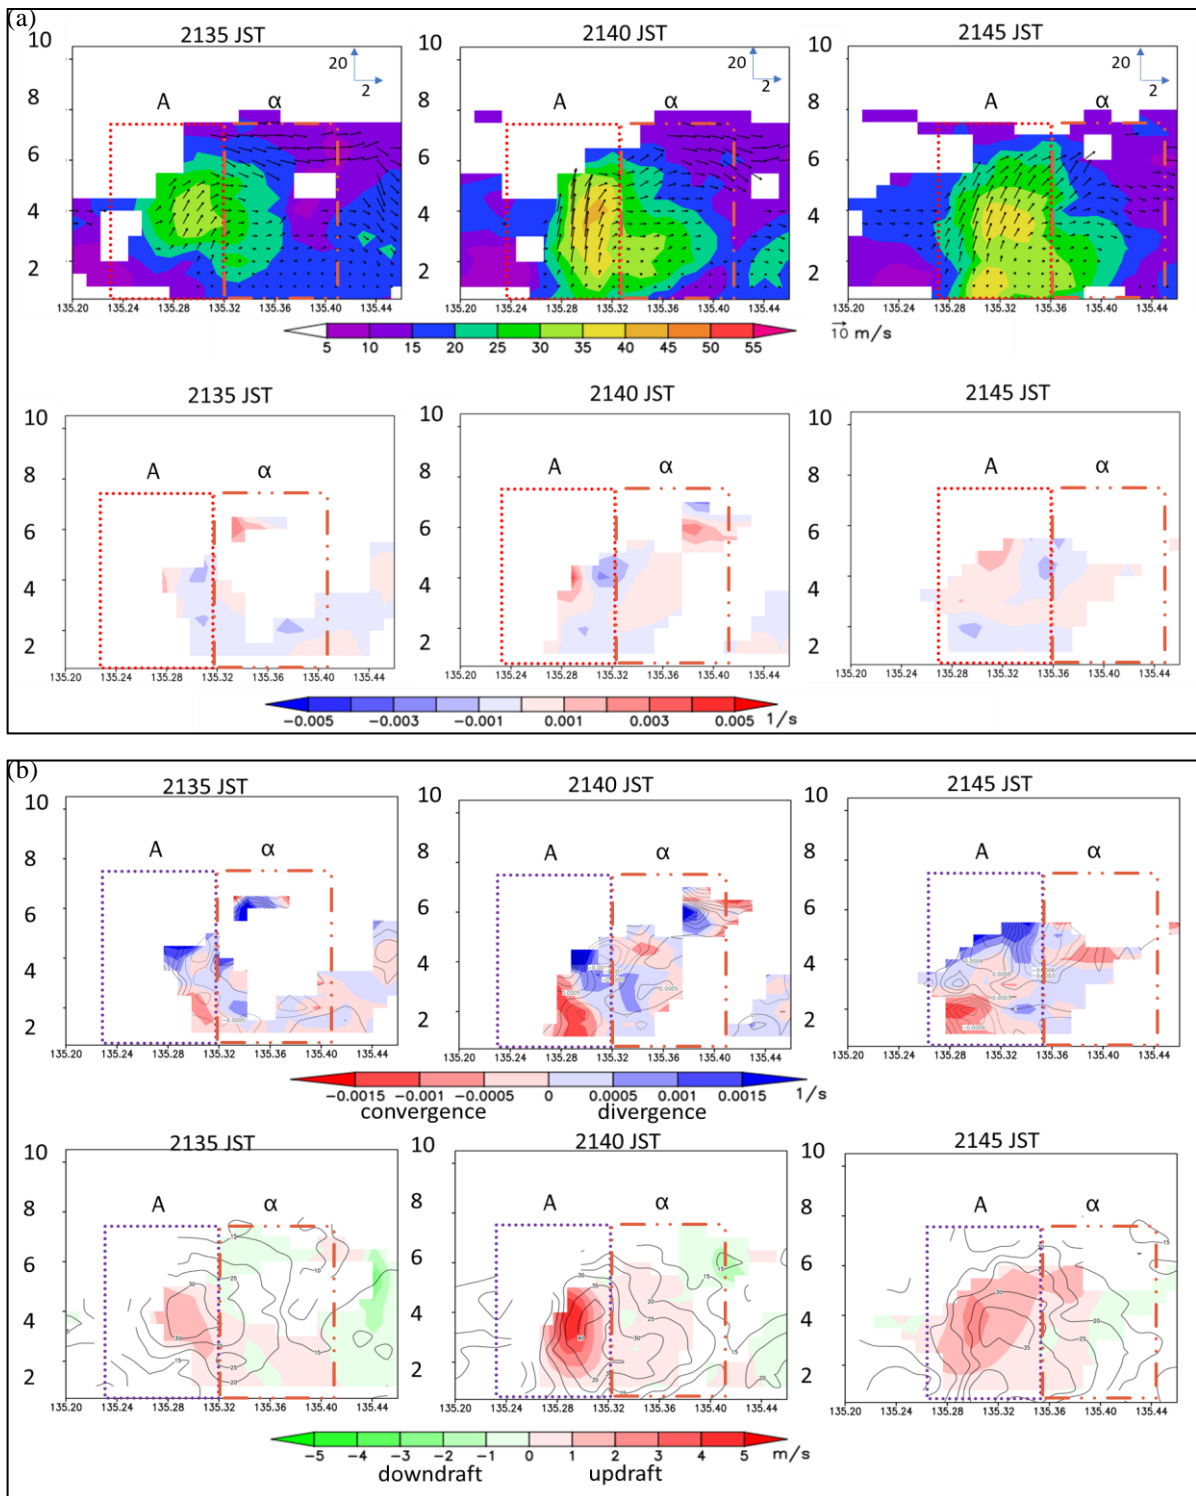 (a)
2135 JST 2140 JST 2145 JST
10 10 10
20 20 20
2 2 2
A α A α A α
8 8 8
6 6 6
4 4 4
2 2 2
135.20 135.24 135.28 135.32 135.36 135.40 135.44 135.20 135.24 135.28 135.32 135.36 135.40 135.44 135.20 135.24 135.28 135.32 135.36 135.40 135.44
5 10 15 20 25 30 35 40 45 50 55 10 m/s
2135 JST 2140 JST 2145 JST
10 10 10
8 8 8
A α A α A α
6 6 6
4 4 4
2 2 2
135.20 135.24 135.28 135.32 135.36 135.40 135.44 135.20 135.24 135.28 135.32 135.36 135.40 135.44 135.20 135.24 135.28 135.32 135.36 135.40 135.44
−0.005 −0.003 −0.001 0.001 0.003 0.005 1/s
(b)
2135 JST 2140 JST 2145 JST
10 10 10
8 8 8
A α A α A α
6 6 6
4 4 4
2 2 2
135.20 135.24 135.28 135.32 135.36 135.40 135.44 135.20 135.24 135.28 135.32 135.36 135.40 135.44 135.20 135.24 135.28 135.32 135.36 135.40 135.44
−0.0015 −0.001 −0.0005 0 0.0005 0.001 0.0015 1/s
convergence divergence
2135 JST 2140 JST 2145 JST
10 10 10
8 8 8
A α A α A α
6 6 6
4 4 4
2 2 2
135.20 135.24 135.28 135.32 135.36 135.40 135.44 135.20 135.24 135.28 135.32 135.36 135.40 135.44 135.20 135.24 135.28 135.32 135.36 135.40 135.44
−5 −4 −3 −2 −1 0 1 2 3 4 5 m/s
downdraft updraft